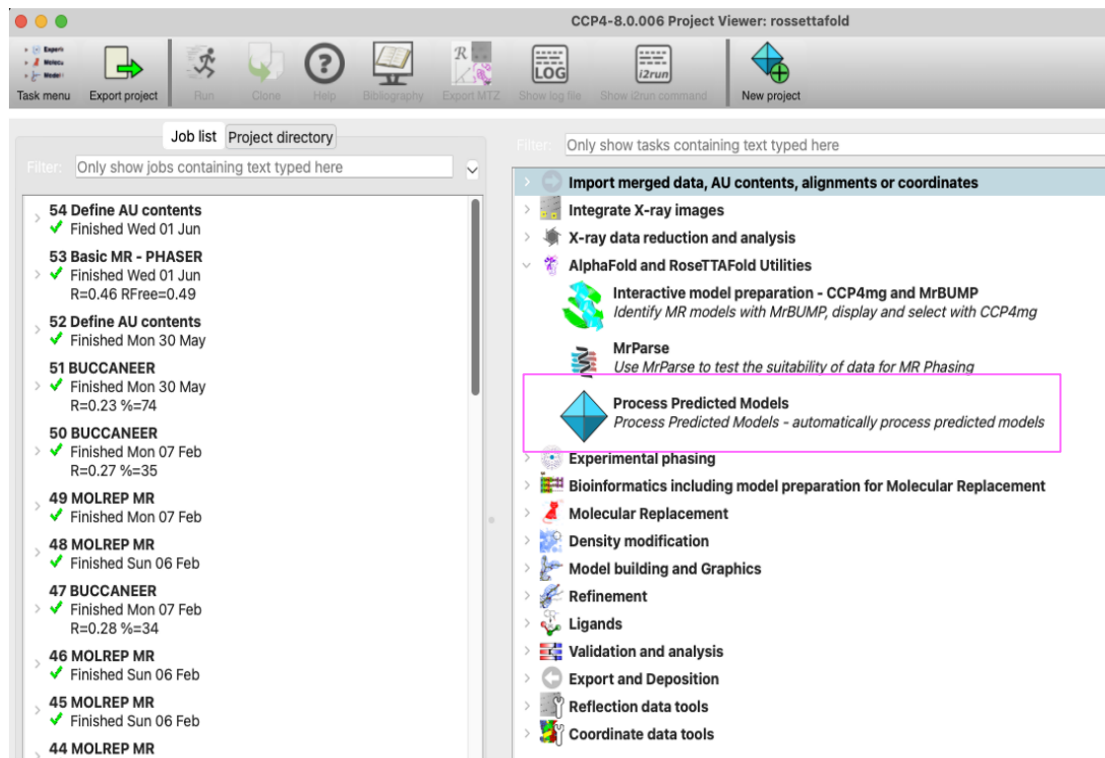 CCP4-8.0.006 Project Viewer: rossettafold
Task menu Export project Run Clone Help Bibliography Export MTZ Show log file Show i2run command New project
LOG
i2run
Job list Project directory
Filter: Only show jobs containing text typed here
54 Define AU contents
Finished Wed 01 Jun
53 Basic MR - PHASER
Finished Wed 01 Jun
R=0.46 RFree=0.49
52 Define AU contents
Finished Mon 30 May
51 BUCCANEER
Finished Mon 30 May
R=0.23 %=74
50 BUCCANEER
Finished Mon 07 Feb
R=0.27 %=35
49 MOLREP MR
Finished Mon 07 Feb
48 MOLREP MR
Finished Sun 06 Feb
47 BUCCANEER
Finished Mon 07 Feb
R=0.28 %=34
46 MOLREP MR
Finished Sun 06 Feb
45 MOLREP MR
Finished Sun 06 Feb
44 MOLREP MR
Filter: Only show tasks containing text typed here
Import merged data, AU contents, alignments or coordinates
Integrate X-ray images
X-ray data reduction and analysis
AlphaFold and RoseTTAFold Utilities
Interactive model preparation - CCP4mg and MrBUMP
Identify MR models with MrBUMP, display and select with CCP4mg
MrParse
Use MrParse to test the suitability of data for MR Phasing
Process Predicted Models
Process Predicted Models - automatically process predicted models
Experimental phasing
Bioinformatics including model preparation for Molecular Replacement
Molecular Replacement
Density modification
Model building and Graphics
Refinement
Ligands
Validation and analysis
Export and Deposition
Reflection data tools
Coordinate data tools